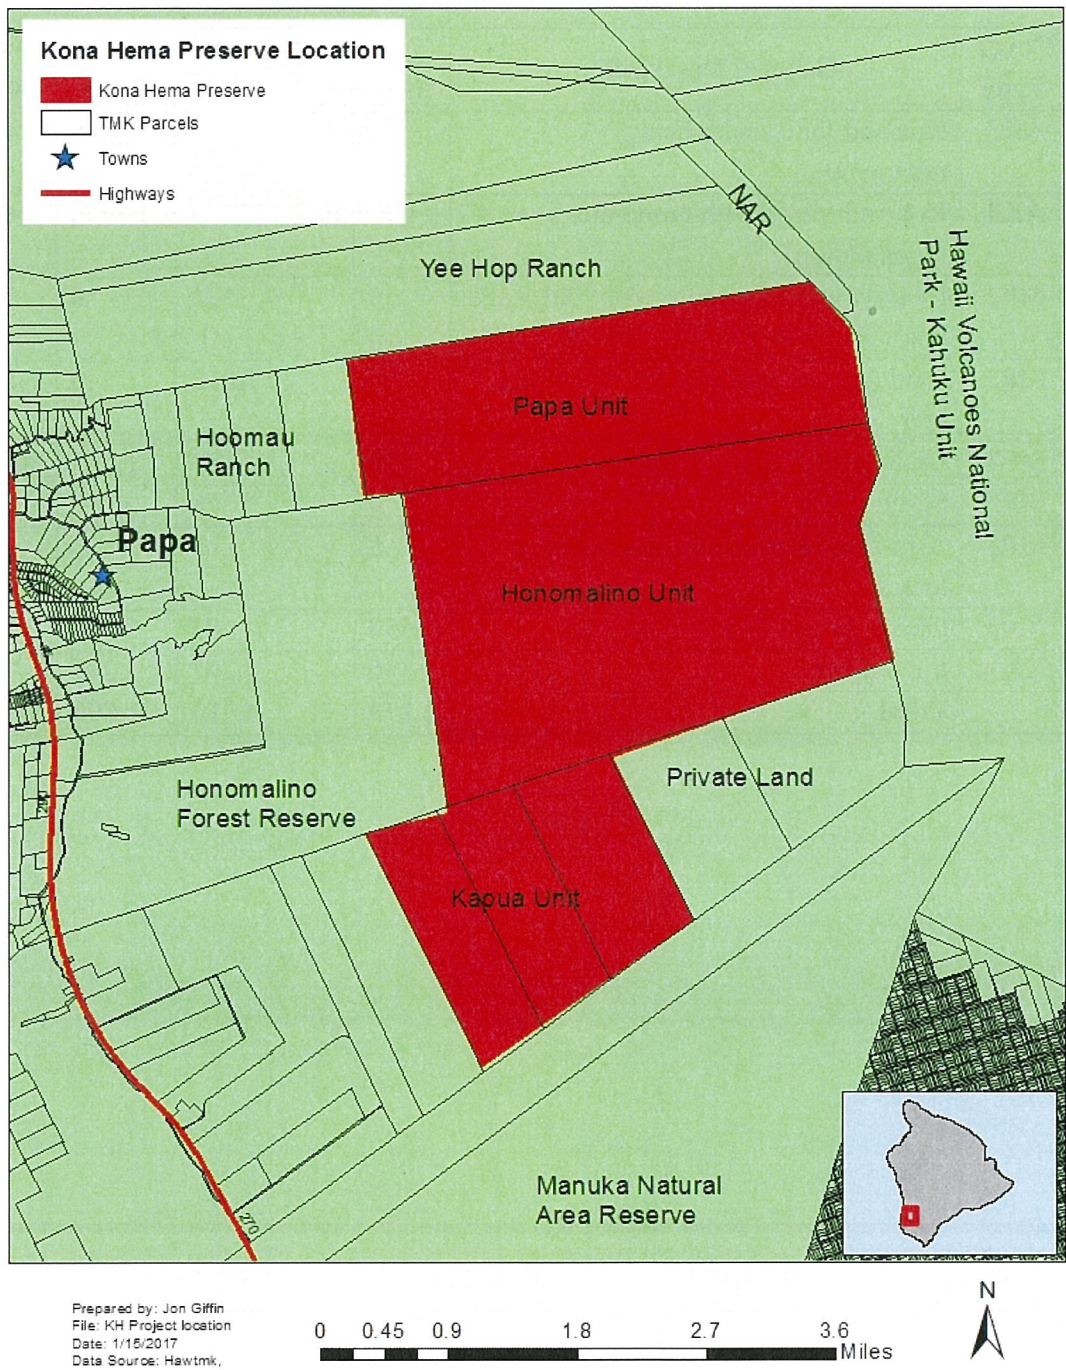 Kona Hema Preserve Location
Kona Hema Preserve
TMK Parcels
Towns
Highways
NAR
Yee Hop Ranch
Hawaii Volcanoes National
Park - Kahuku Unit
Papa Unit
Hoomau
Ranch
Papa
Honomalino Unit
Private Land
Honomalino
Forest Reserve
Kapua Unit
Manuka Natural
Area Reserve
270
N
Prepared by: Jon Giffin
File: KH Project location
Date: 1/15/2017
Data Source: Hawtmk,
0 0.45 0.9 1.8 2.7 3.6
Miles